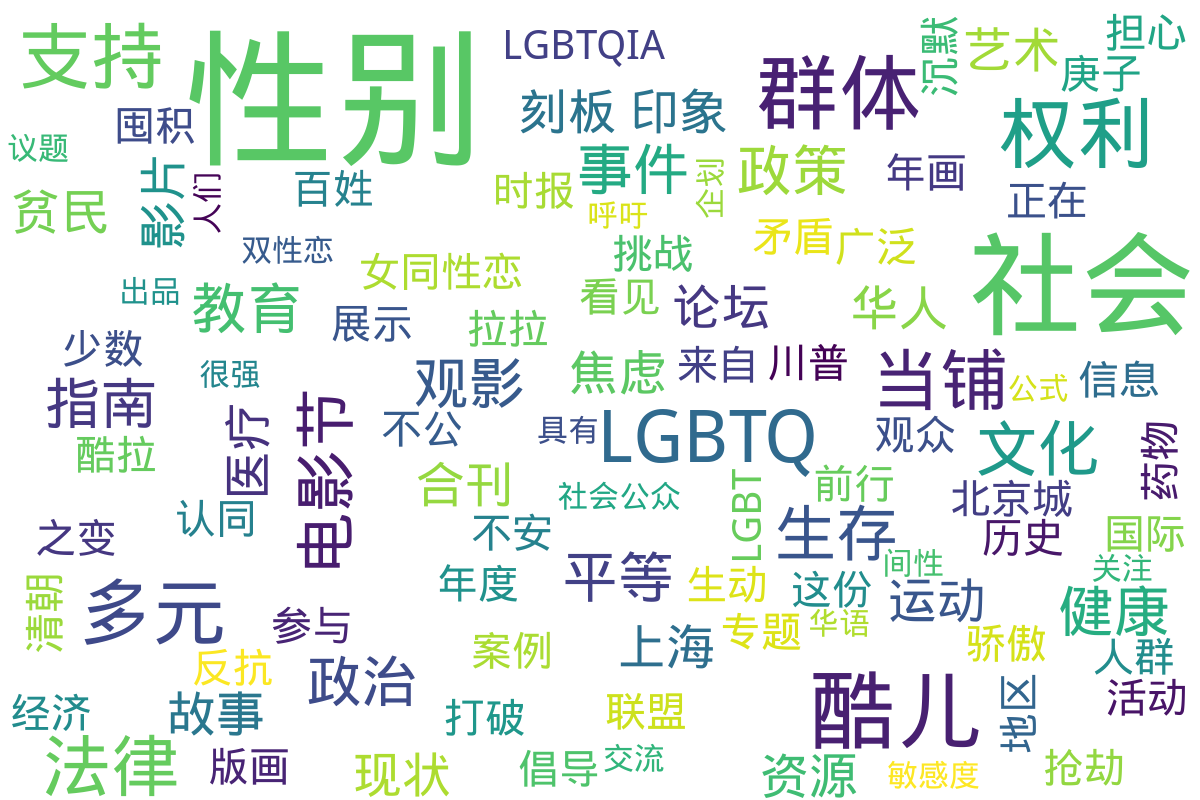 支持
性别
LGBTQIA
群体
沉默
艺术
担心
庚子
囤积
刻板 印象
权利
议题
影片
人们
百姓
时报
事件
呼吁
企划
政策
年画
正在
贫民
双性恋
女同性恋
挑战
矛盾
广泛
社会
出品
教育
展示
拉拉
看见
论坛
华人
少数
很强
观影
焦虑
来自
川普
当铺
公式
信息
指南
酷拉
医疗
电影节
不公
具有
LGBTQ
观众
文化
药物
合刊
社会公众
LGBT
前行
北京城
之变
认同
不安
生存
历史
国际
清朝
多元
参与
年度
平等
生动
这份
间性
运动
关注
健康
反抗
政治
案例
上海
专题
华语
骄傲
人群
经济
故事
打破
联盟
酷儿
地区
活动
法律
版画
现状
倡导
交流
资源
敏感度
抢劫